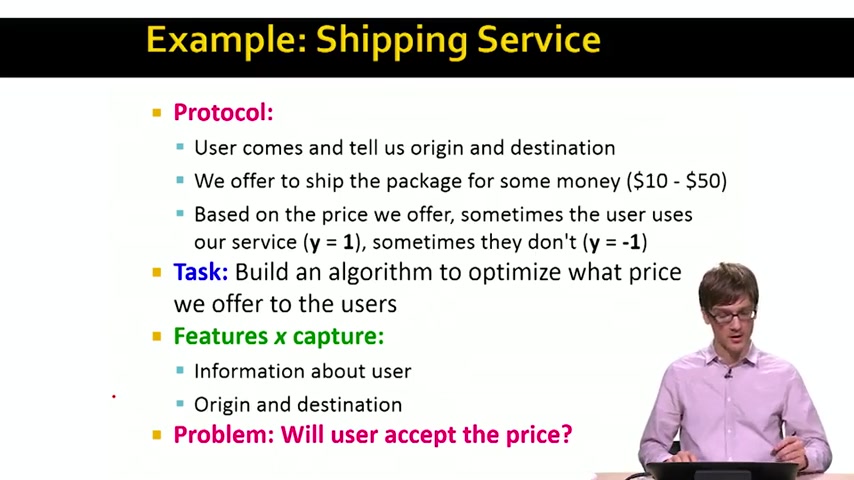 Example: Shipping Service
Protocol:
User comes and tell us origin and destination
We offer to ship the package for some money ($10 - $50)
Based on the price we offer, sometimes the user uses
our service (y = 1), sometimes they don't (y = -1)
Task: Build an algorithm to optimize what price
we offer to the users
Features x capture:
Information about user
Origin and destination
Problem: Will user accept the price?